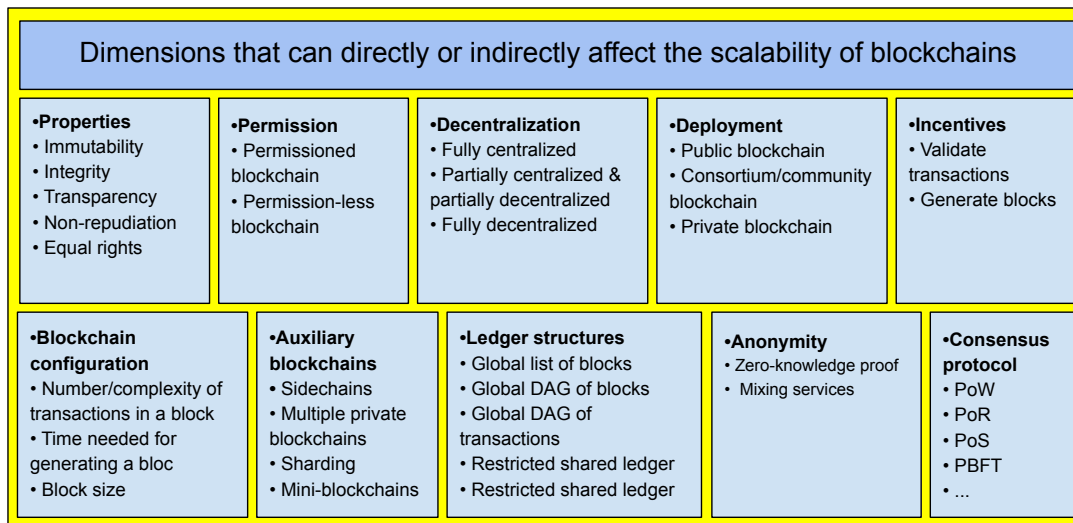 Dimensions that can directly or indirectly affect the scalability of blockchains
•Properties
• Immutability
• Integrity
• Transparency
• Non-repudiation
• Equal rights
•Permission
• Permissioned
blockchain
• Permission-less
blockchain
•Decentralization
• Fully centralized
• Partially centralized &
partially decentralized
• Fully decentralized
•Deployment
• Public blockchain
• Consortium/community
blockchain
• Private blockchain
•Incentives
• Validate
transactions
• Generate blocks
•Blockchain
configuration
• Number/complexity of
transactions in a block
• Time needed for
generating a bloc
• Block size
•Auxiliary
blockchains
• Sidechains
• Multiple private
blockchains
• Sharding
• Mini-blockchains
•Ledger structures
• Global list of blocks
• Global DAG of blocks
• Global DAG of
transactions
• Restricted shared ledger
• Restricted shared ledger
•Anonymity
• Zero-knowledge proof
• Mixing services
•Consensus
protocol
• PoW
• PoR
• PoS
• PBFT
• ...